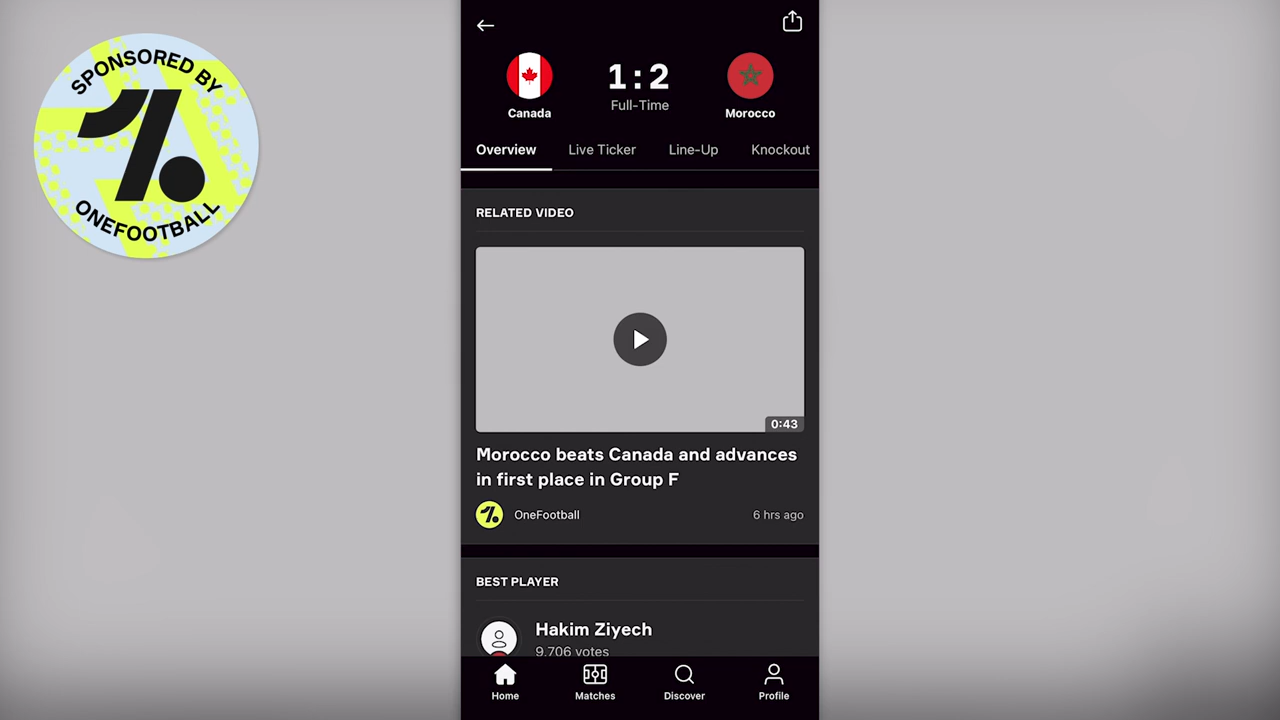 SPONSORED BY
ONEFOOTBALL
1:2
Full-Time
Canada
Morocco
Overview
Live Ticker
Line-Up
Knockout
RELATED VIDEO
0:43
Morocco beats Canada and advances
in first place in Group F
OneFootball
6 hrs ago
BEST PLAYER
Hakim Ziyech
9,706 votes
Home
Matches
Discover
Profile